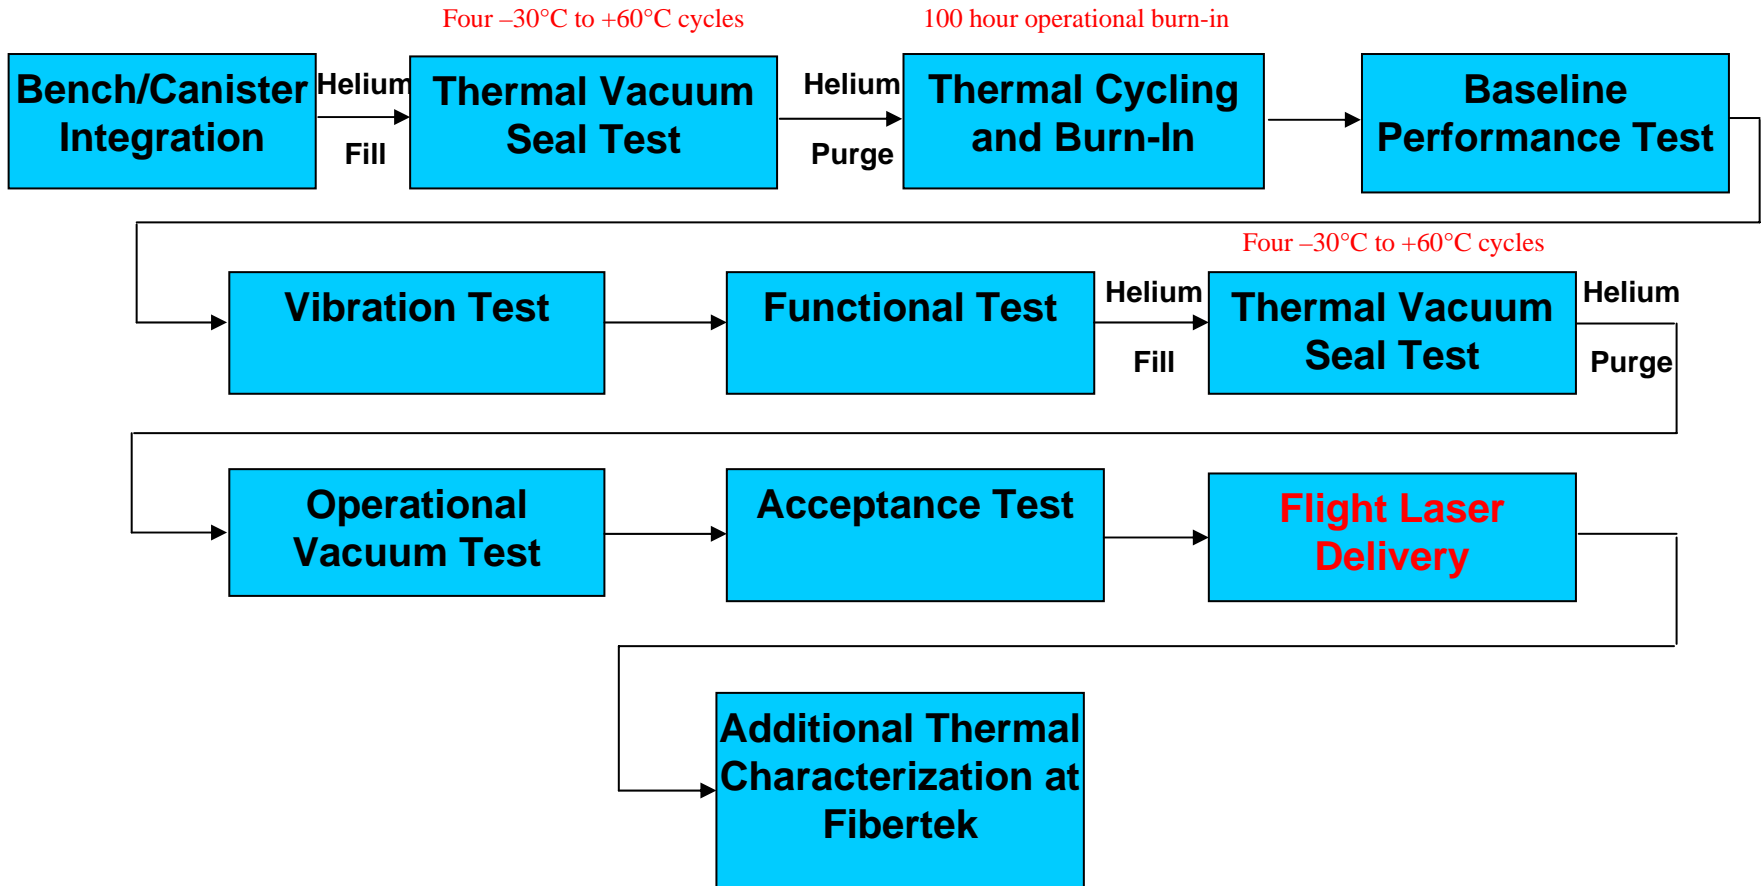 Four –30°C to +60°C cycles
100 hour operational burn-in
Bench/Canister
Integration
Helium
Fill
Thermal Vacuum
Seal Test
Helium
Purge
Thermal Cycling
and Burn-In
Baseline
Performance Test
Four –30°C to +60°C cycles
Vibration Test
Functional Test
Helium
Fill
Thermal Vacuum
Seal Test
Helium
Purge
Operational
Vacuum Test
Acceptance Test
Flight Laser
Delivery
Additional Thermal
Characterization at
Fibertek